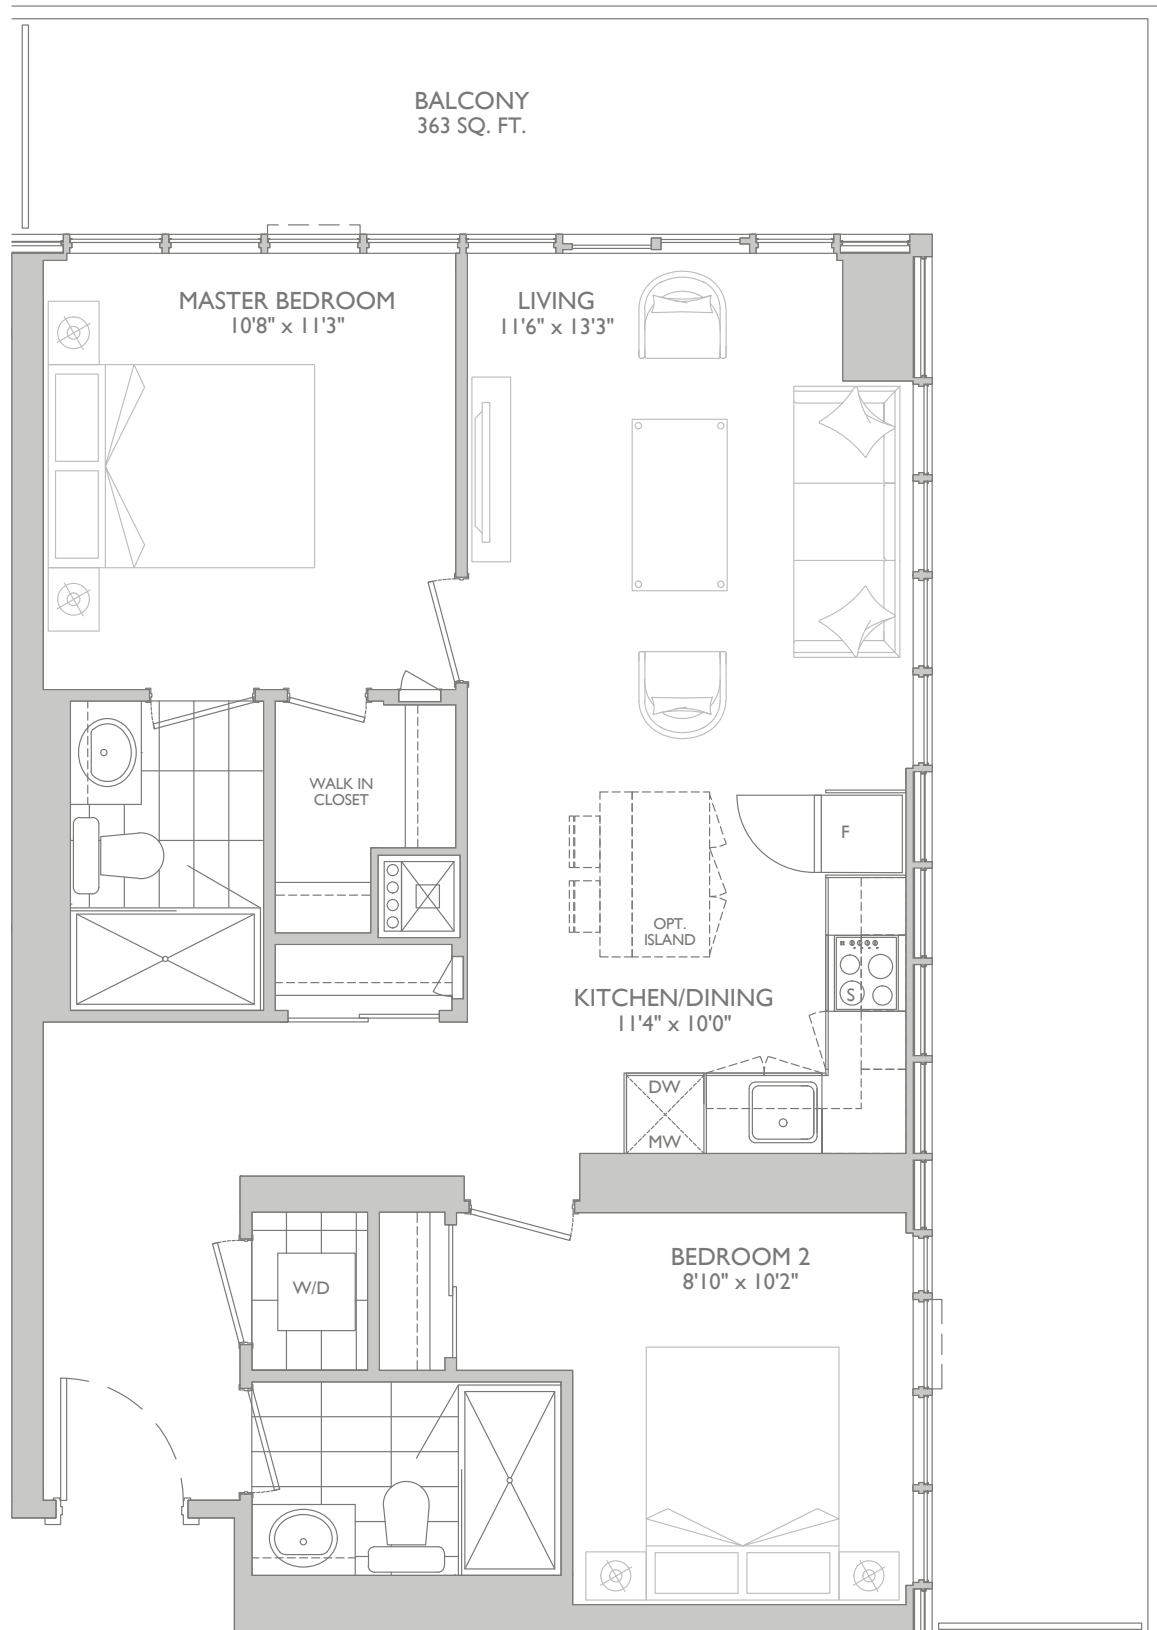 BALCONY
363 SQ. FT.
MASTER BEDROOM
10'8" x 11'3"
LIVING
11'6" x 13'3"
WALK IN
CLOSET
F
OPT.
ISLAND
S
KITCHEN/DINING
11'4" x 10'0"
DW
MW
BEDROOM 2
8'10" x 10'2"
W/D